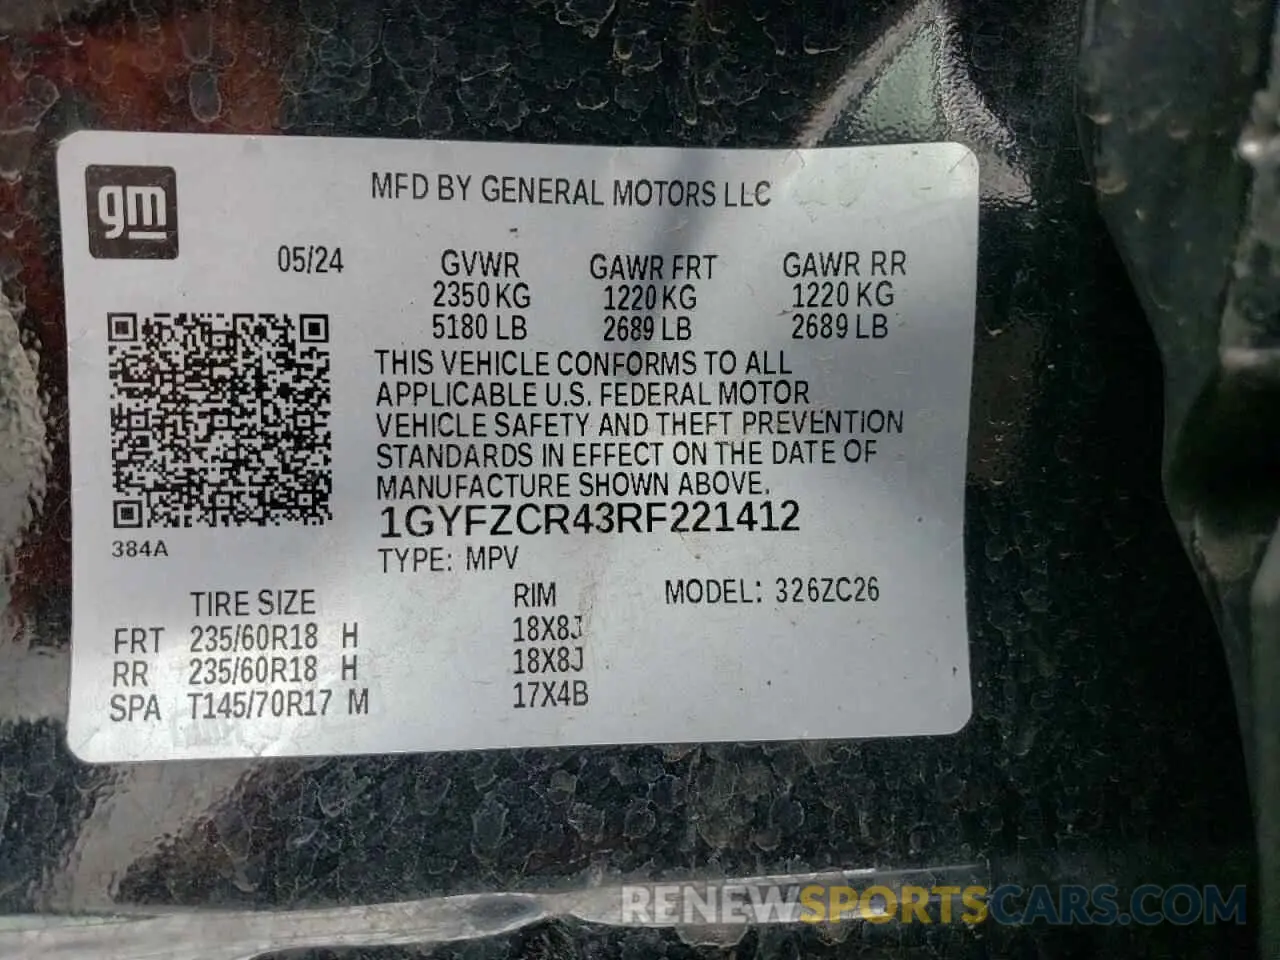 gm
MFD BY GENERAL MOTORS LLC
05/24 GVWR GAWR FRT GAWR RR
2350 KG 1220 KG 1220 KG
5180 LB 2689 LB 2689 LB
THIS VEHICLE CONFORMS TO ALL
APPLICABLE U.S. FEDERAL MOTOR
VEHICLE SAFETY AND THEFT PREVENTION
STANDARDS IN EFFECT ON THE DATE OF
MANUFACTURE SHOWN ABOVE.
1GYFZCR43RF221412
384A
TYPE: MPV
TIRE SIZE RIM MODEL: 326ZC26
FRT 235/60R18 H 18X8J
RR 235/60R18 H 18X8J
SPA T145/70R17 M 17X4B
RENEWSPORTSCARS.COM